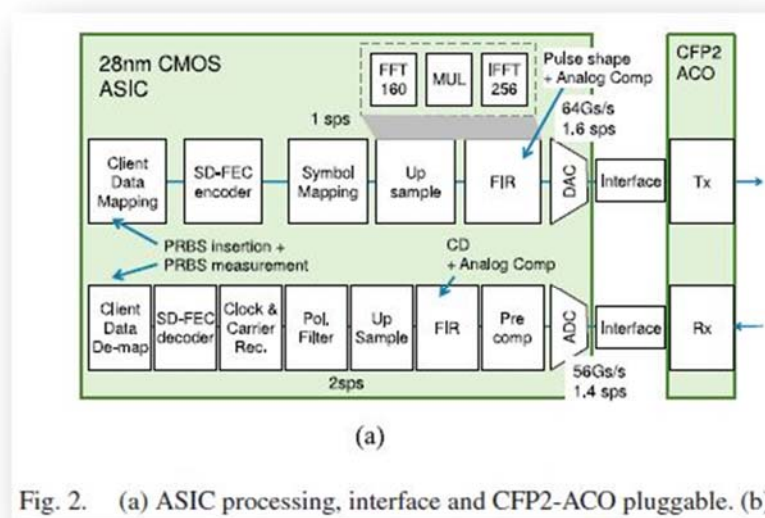 28nm CMOS
ASIC
FFT
160
MUL
IFFT
256
Pulse shape
+ Analog Comp
CFP2
ACO
1 sps
64Gs/s
1.6 sps
Client
Data
Mapping
SD-FEC
encoder
Symbol
Mapping
Up
sample
FIR
DAC
Interface
Tx
PRBS insertion +
PRBS measurement
CD
+ Analog Comp
Client
Data
De-map
SD-FEC
decoder
Clock &
Carrier
Rec.
Pol.
Filter
Up
Sample
FIR
Pre
comp
ADC
Interface
Rx
2sps
56Gs/s
1.4 sps
(a)
Fig. 2. (a) ASIC processing, interface and CFP2-ACO pluggable. (b)